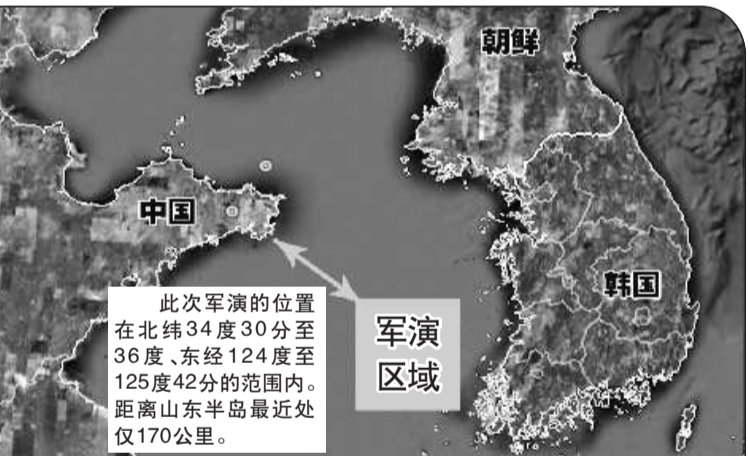 朝鲜
中国
韩国
军演
区域
此次军演的位置
在北纬34度30分至
36度、东经124度至
125度42分的范围内。
距离山东半岛最近处
仅170公里。